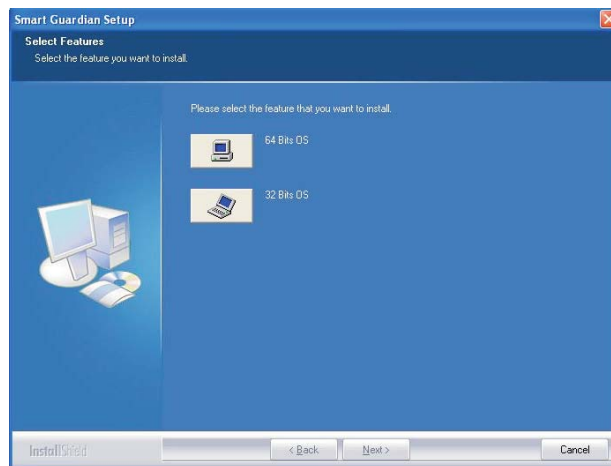 Smart Guardian Setup
Select Features
Select the feature you want to install.
Please select the feature that you want to install.
64 Bits OS
32 Bits OS
InstallShield
< Back
Next >
Cancel